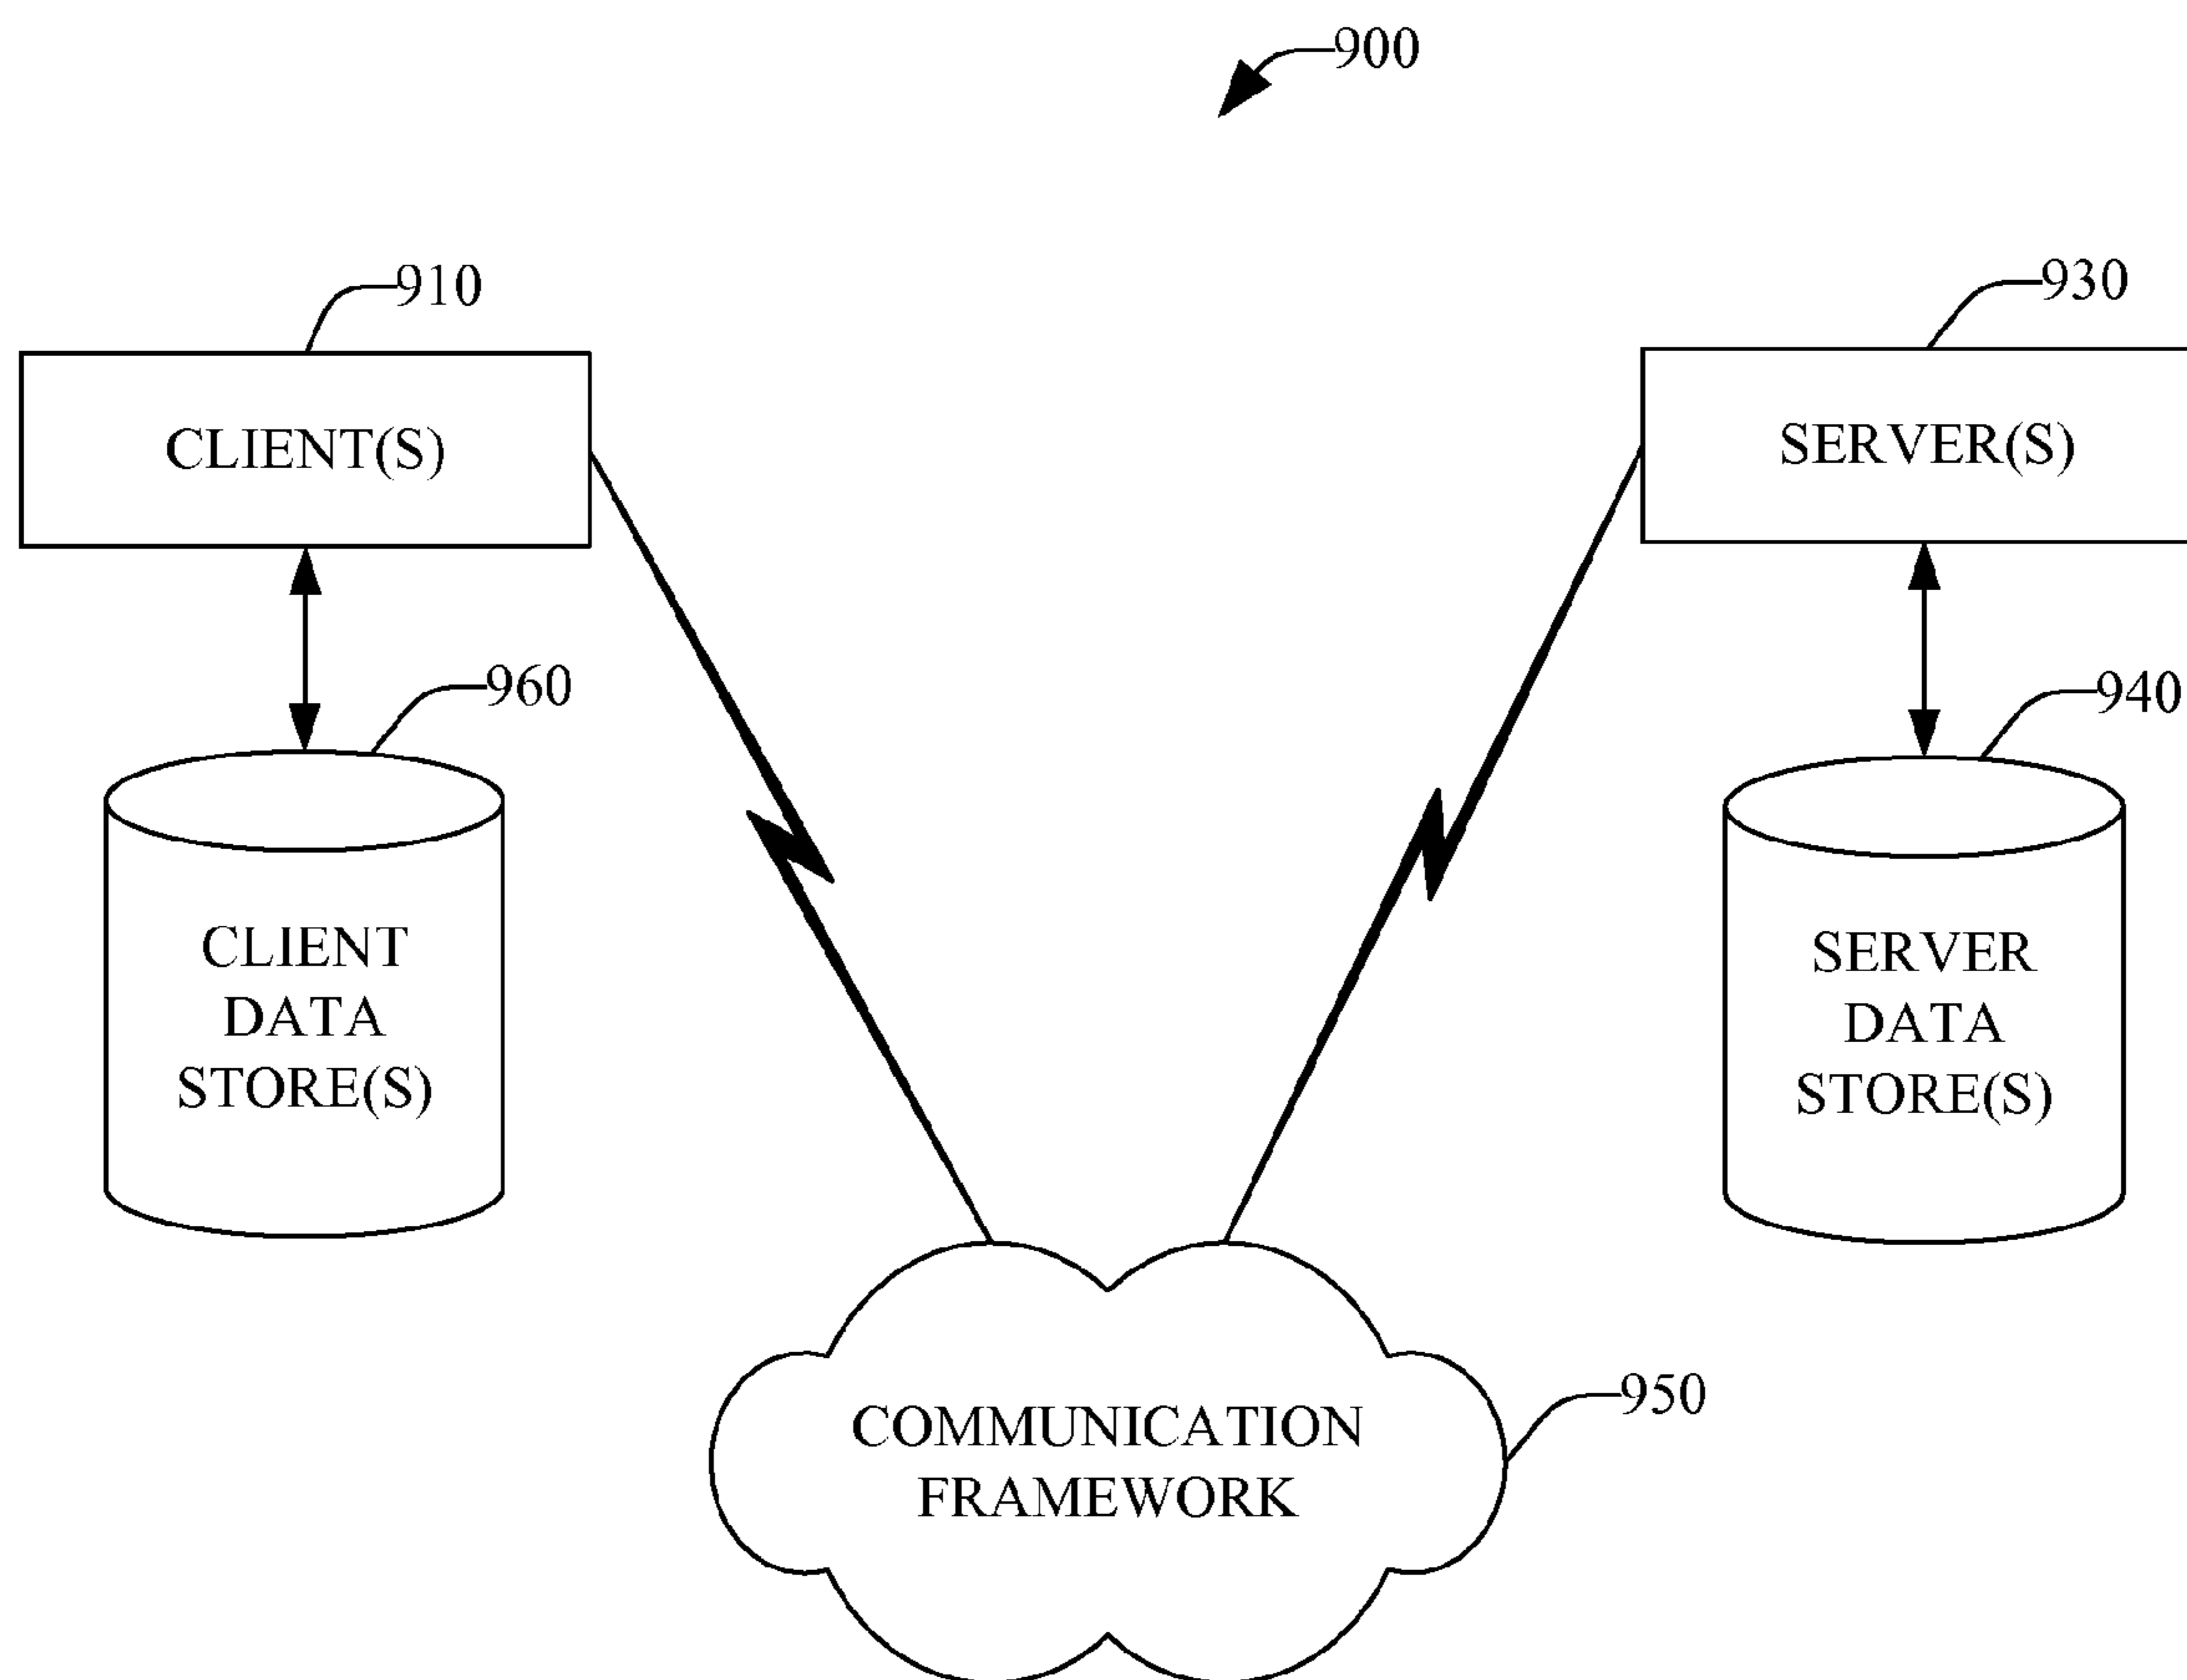 900
910
930
CLIENT(S)
SERVER(S)
960
940
CLIENT
DATA
STORE(S)
SERVER
DATA
STORE(S)
950
COMMUNICATION
FRAMEWORK